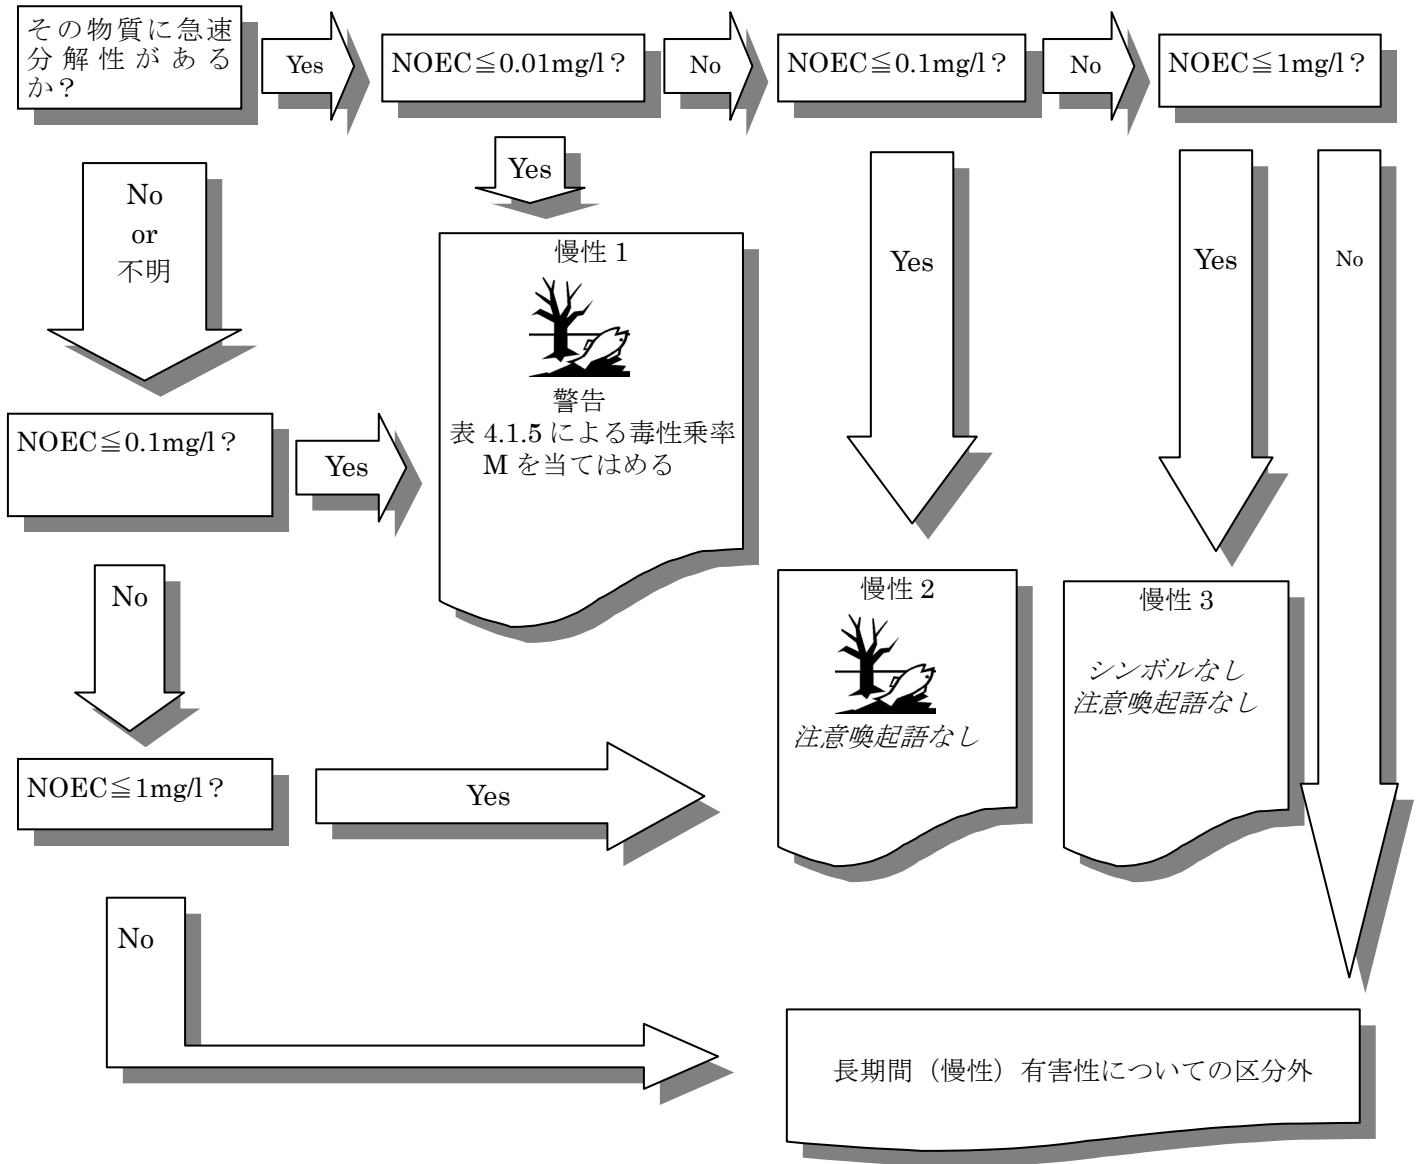 その物質に急速
分解性がある
か？
Yes
NOEC≦0.01mg/l？
No
NOEC≦0.1mg/l？
No
NOEC≦1mg/l？
No
or
不明
Yes
慢性 1
警告
表 4.1.5 による毒性乗率
M を当てはめる
Yes
Yes
No
NOEC≦0.1mg/l？
Yes
No
慢性 2
注意喚起語なし
慢性 3
シンボルなし
注意喚起語なし
NOEC≦1mg/l？
Yes
No
長期間（慢性）有害性についての区分外